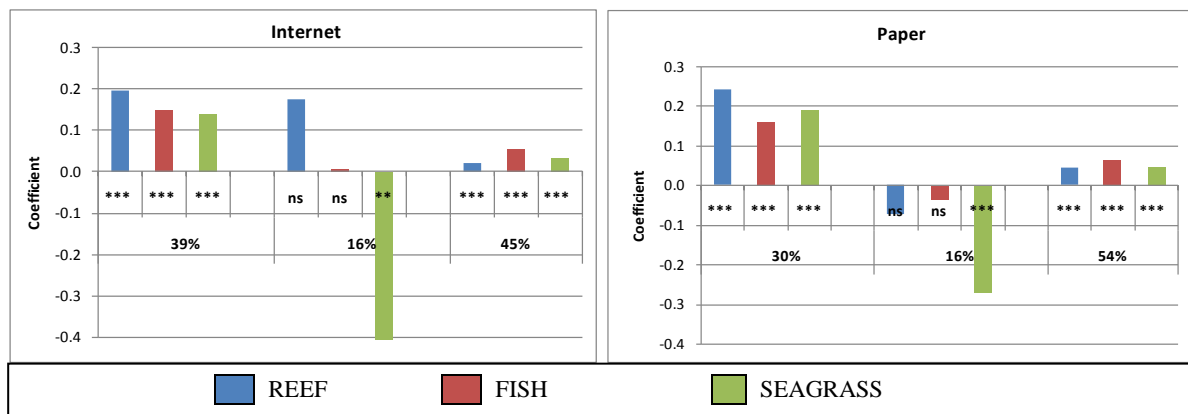 Internet
Coefficient
0.3
0.2
0.1
0.0
-0.1
-0.2
-0.3
-0.4
*** *** *** ns ns ** *** *** ***
39% 16% 45%
Paper
Coefficient
0.3
0.2
0.1
0.0
-0.1
-0.2
-0.3
-0.4
*** *** *** ns ns *** *** *** ***
30% 16% 54%
REEF FISH SEAGRASS